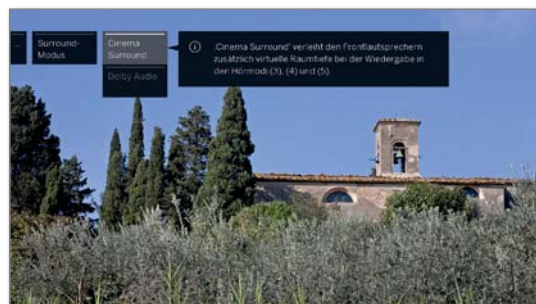 ...
Surround-
Modus
Cinema
Surround
Dolby Audio
‚Cinema Surround' verleiht den Frontlautsprechern
zusätzlich virtuelle Raumtiefe bei der Wiedergabe in
den Hörmodi (3), (4) und (5).